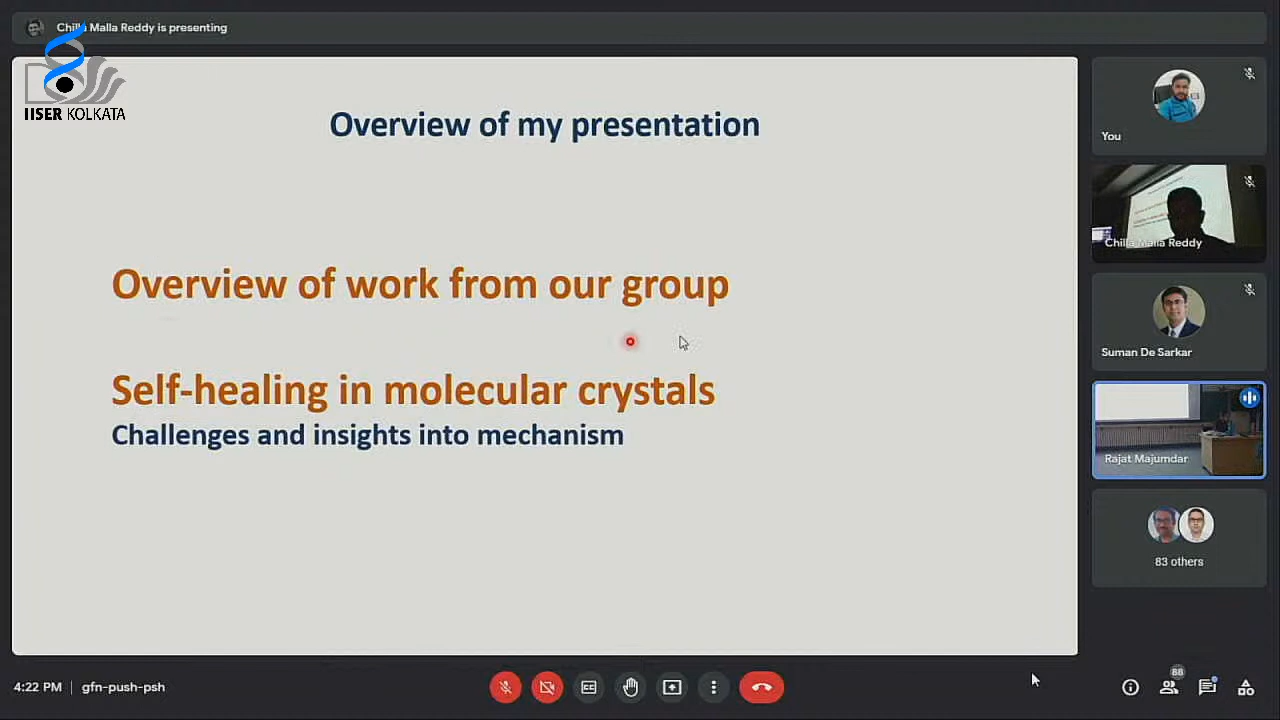 Chilla Malla Reddy is presenting
IISER KOLKATA
Overview of my presentation
Overview of work from our group
Self-healing in molecular crystals
Challenges and insights into mechanism
You
Chilla Malla Reddy
Suman De Sarkar
Rajat Majumdar
83 others
4:22 PM | gfn-push-psh
CC
88